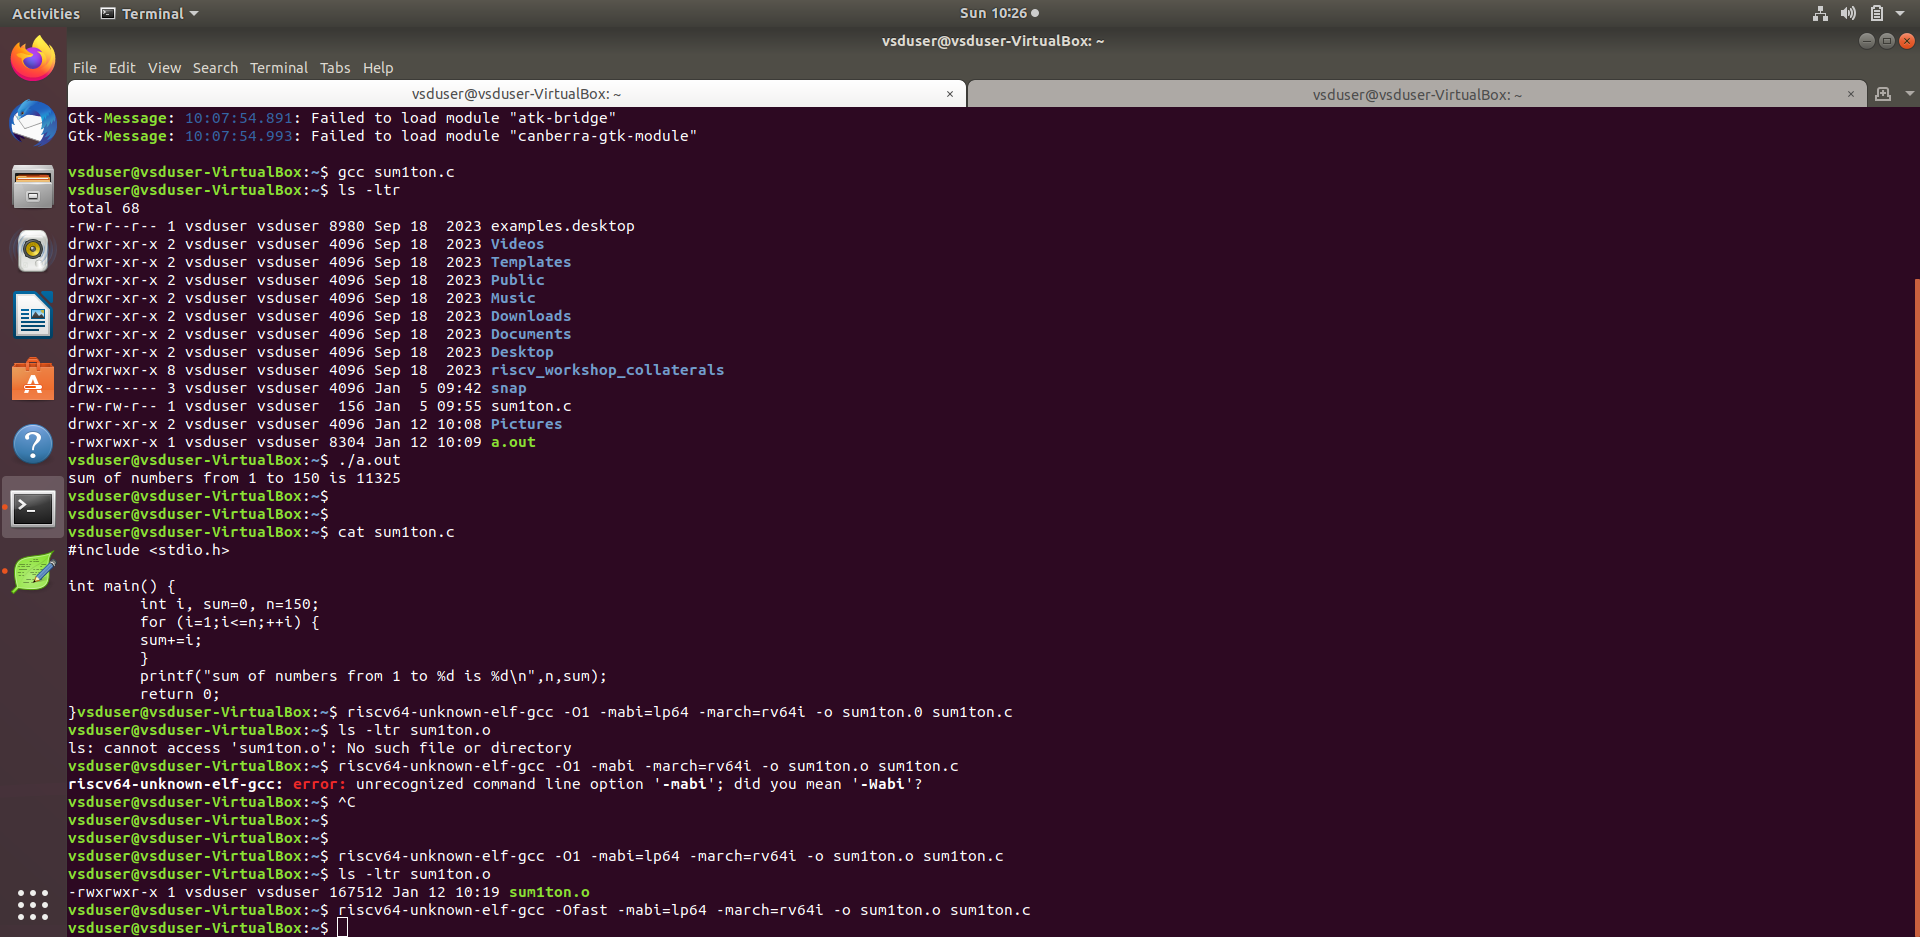 Activities Terminal Sun 10:26
vsduser@vsduser-VirtualBox: ~
File Edit View Search Terminal Tabs Help
vsduser@vsduser-VirtualBox: ~ × vsduser@vsduser-VirtualBox: ~ ×
Gtk-Message: 10:07:54.891: Failed to load module "atk-bridge"
Gtk-Message: 10:07:54.993: Failed to load module "canberra-gtk-module"
vsduser@vsduser-VirtualBox:~$ gcc sum1ton.c
vsduser@vsduser-VirtualBox:~$ ls -ltr
total 68
-rw-r--r-- 1 vsduser vsduser 8980 Sep 18  2023 examples.desktop
drwxr-xr-x 2 vsduser vsduser 4096 Sep 18  2023 Videos
drwxr-xr-x 2 vsduser vsduser 4096 Sep 18  2023 Templates
drwxr-xr-x 2 vsduser vsduser 4096 Sep 18  2023 Public
drwxr-xr-x 2 vsduser vsduser 4096 Sep 18  2023 Music
drwxr-xr-x 2 vsduser vsduser 4096 Sep 18  2023 Downloads
drwxr-xr-x 2 vsduser vsduser 4096 Sep 18  2023 Documents
drwxr-xr-x 2 vsduser vsduser 4096 Sep 18  2023 Desktop
drwxrwxr-x 8 vsduser vsduser 4096 Sep 18  2023 riscv_workshop_collaterals
drwx------ 3 vsduser vsduser 4096 Jan  5 09:42 snap
-rw-rw-r-- 1 vsduser vsduser  156 Jan  5 09:55 sum1ton.c
drwxr-xr-x 2 vsduser vsduser 4096 Jan 12 10:08 Pictures
-rwxrwxr-x 1 vsduser vsduser 8304 Jan 12 10:09 a.out
vsduser@vsduser-VirtualBox:~$ ./a.out
sum of numbers from 1 to 150 is 11325
vsduser@vsduser-VirtualBox:~$
vsduser@vsduser-VirtualBox:~$
vsduser@vsduser-VirtualBox:~$ cat sum1ton.c
#include <stdio.h>
int main() {
        int i, sum=0, n=150;
        for (i=1;i<=n;++i) {
        sum+=i;
        }
        printf("sum of numbers from 1 to %d is %d\n",n,sum);
        return 0;
}vsduser@vsduser-VirtualBox:~$ riscv64-unknown-elf-gcc -O1 -mabi=lp64 -march=rv64i -o sum1ton.0 sum1ton.c
vsduser@vsduser-VirtualBox:~$ ls -ltr sum1ton.o
ls: cannot access 'sum1ton.o': No such file or directory
vsduser@vsduser-VirtualBox:~$ riscv64-unknown-elf-gcc -O1 -mabi -march=rv64i -o sum1ton.o sum1ton.c
riscv64-unknown-elf-gcc: error: unrecognized command line option '-mabi'; did you mean '-Wabi'?
vsduser@vsduser-VirtualBox:~$ ^C
vsduser@vsduser-VirtualBox:~$
vsduser@vsduser-VirtualBox:~$
vsduser@vsduser-VirtualBox:~$ riscv64-unknown-elf-gcc -O1 -mabi=lp64 -march=rv64i -o sum1ton.o sum1ton.c
vsduser@vsduser-VirtualBox:~$ ls -ltr sum1ton.o
-rwxrwxr-x 1 vsduser vsduser 167512 Jan 12 10:19 sum1ton.o
vsduser@vsduser-VirtualBox:~$ riscv64-unknown-elf-gcc -Ofast -mabi=lp64 -march=rv64i -o sum1ton.o sum1ton.c
vsduser@vsduser-VirtualBox:~$